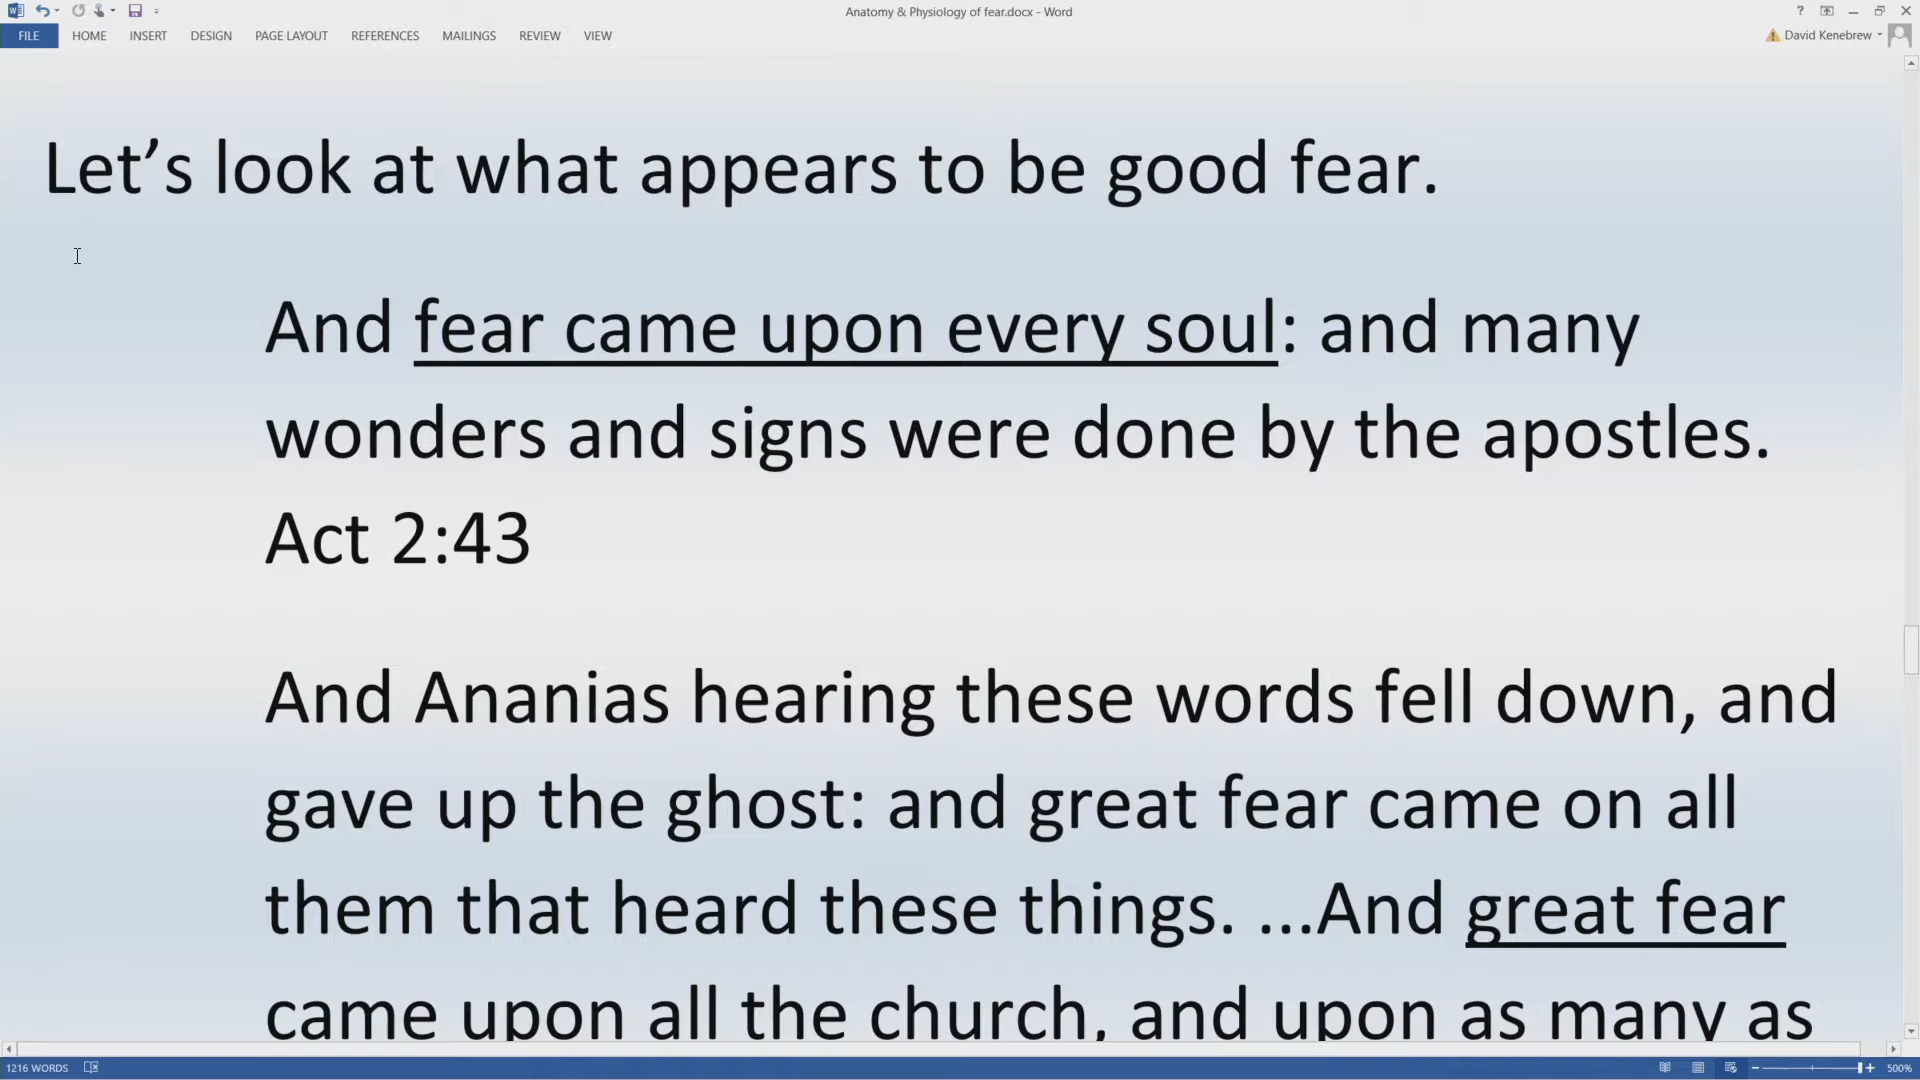 Anatomy & Physiology of fear.docx - Word
?
FILE HOME INSERT DESIGN PAGE LAYOUT REFERENCES MAILINGS REVIEW VIEW
David Kenebrew
Let’s look at what appears to be good fear.
And fear came upon every soul: and many
wonders and signs were done by the apostles.
Act 2:43
And Ananias hearing these words fell down, and
gave up the ghost: and great fear came on all
them that heard these things. ...And great fear
came upon all the church, and upon as many as
1216 WORDS
500%